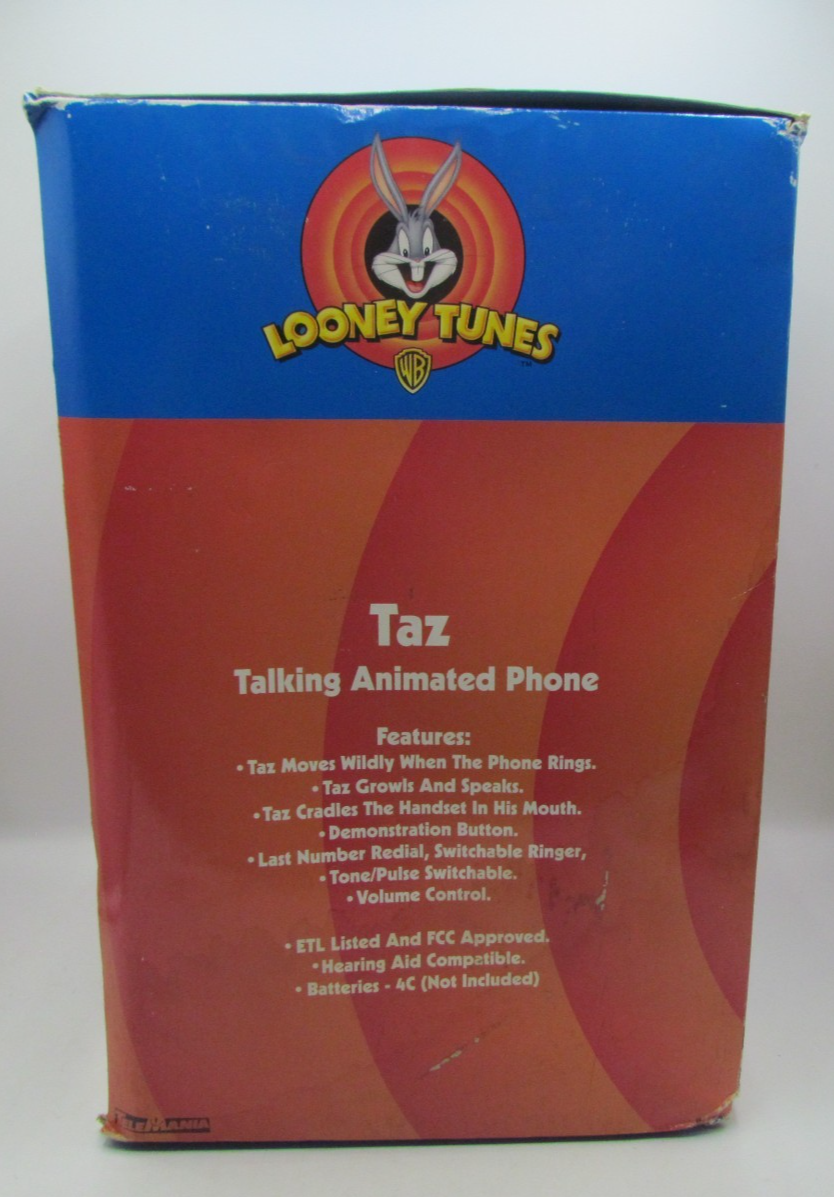 LOONEY TUNES
WB
TM
Taz
Talking Animated Phone
Features:
• Taz Moves Wildly When The Phone Rings.
• Taz Growls And Speaks.
• Taz Cradles The Handset In His Mouth.
• Demonstration Button.
• Last Number Redial, Switchable Ringer,
• Tone/Pulse Switchable.
• Volume Control.
• ETL Listed And FCC Approved.
• Hearing Aid Compatible.
• Batteries - 4C (Not Included)
TELEMANIA